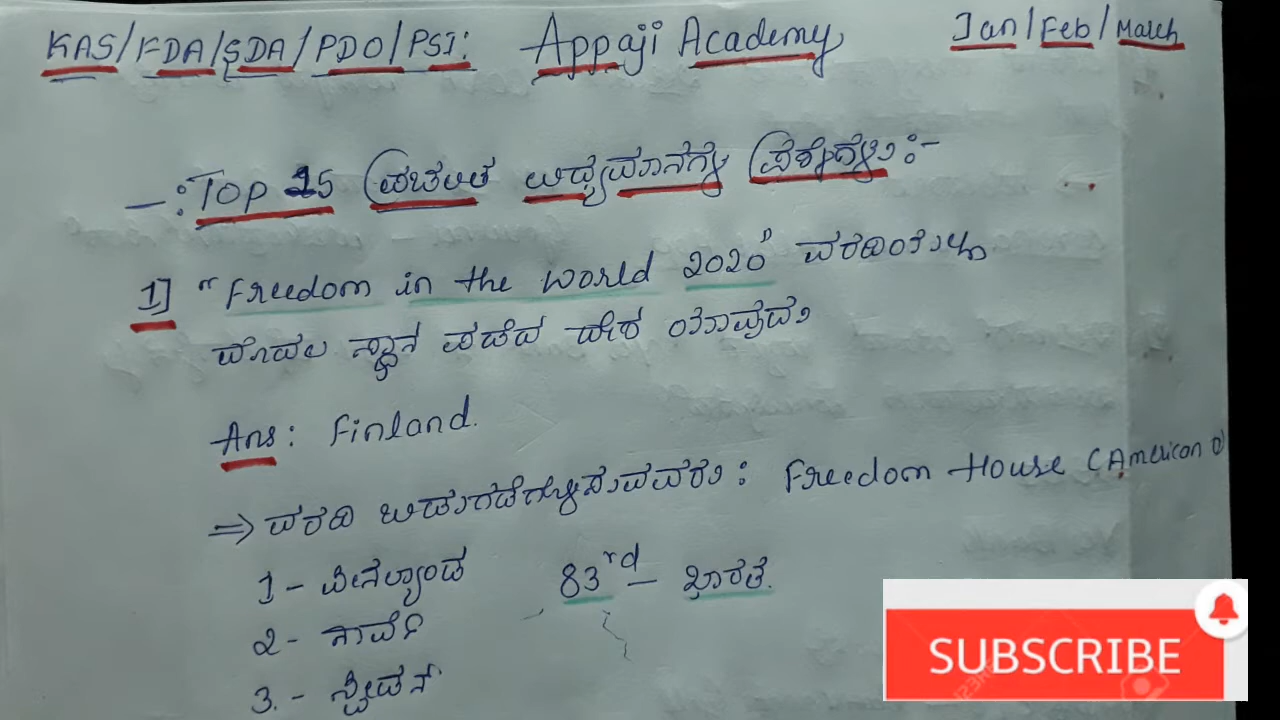 KAS/FDA/SDA/PDO/PSI: Appaji Academy Jan/Feb/March
-: TOP 25 ಪ್ರಚಲಿತ ವಿದ್ಯಮಾನಗಳ ಪ್ರಶ್ನೆಗಳು :-
1] "Freedom in the world 2020" ವರದಿಯಲ್ಲಿ
ಮೊದಲ ಸ್ಥಾನ ಪಡೆದ ದೇಶ ಯಾವುದು
Ans: Finland.
⇒ ವರದಿ ಬಿಡುಗಡೆಗೊಳಿಸುವವರು : Freedom House (American
1 - ಫಿನ್‌ಲ್ಯಾಂಡ 83rd - ಭಾರತ.
2 - ನಾರ್ವೆ
3. - ಸ್ವೀಡನ್
SUBSCRIBE